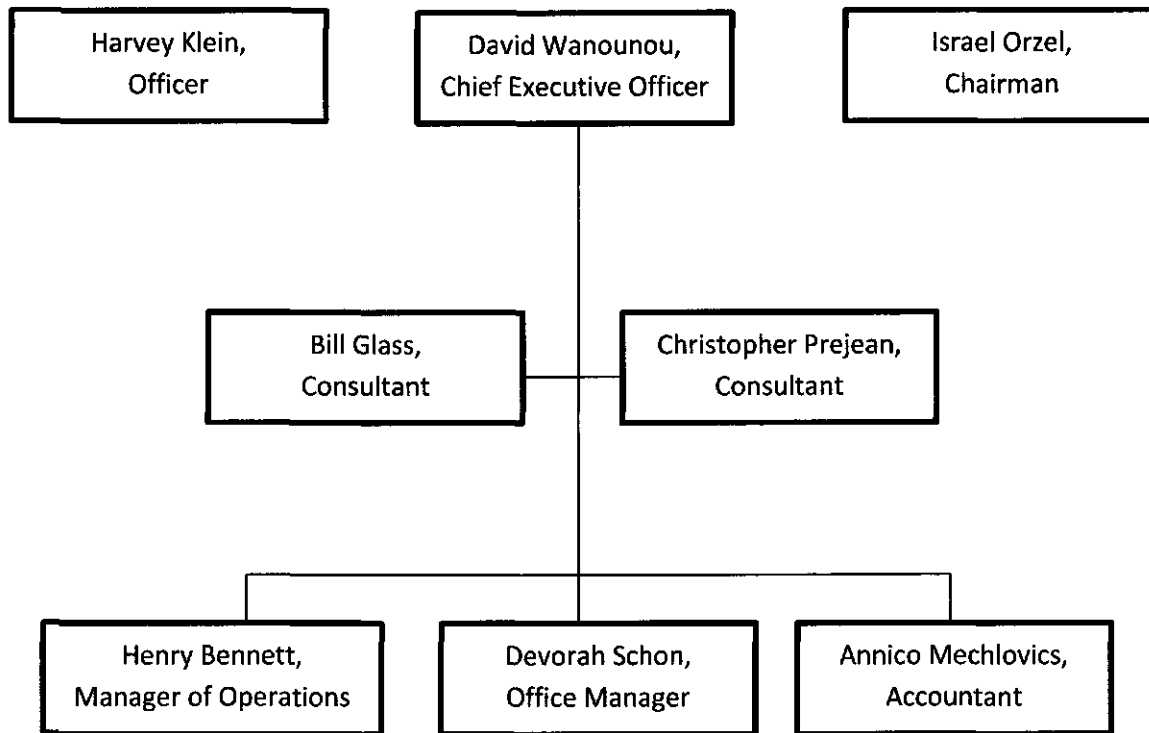 Harvey Klein,
Officer
David Wanounou,
Chief Executive Officer
Israel Orzel,
Chairman
Bill Glass,
Consultant
Christopher Prejean,
Consultant
Henry Bennett,
Manager of Operations
Devorah Schon,
Office Manager
Annico Mechlovics,
Accountant